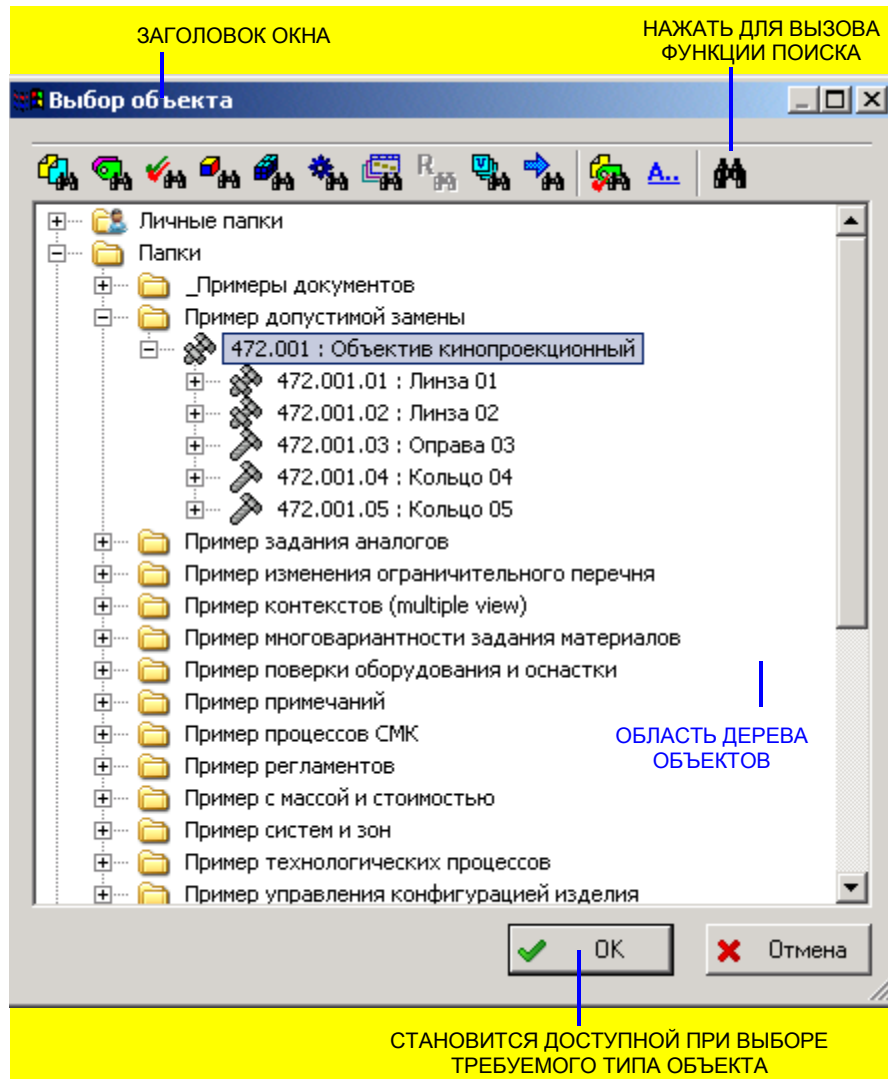 ЗАГОЛОВОК ОКНА
НАЖАТЬ ДЛЯ ВЫЗОВА
ФУНКЦИИ ПОИСКА
Выбор объекта
R
V
A..
Личные папки
Папки
_Примеры документов
Пример допустимой замены
472.001 : Объектив кинопроекционный
472.001.01 : Линза 01
472.001.02 : Линза 02
472.001.03 : Оправа 03
472.001.04 : Кольцо 04
472.001.05 : Кольцо 05
Пример задания аналогов
Пример изменения ограничительного перечня
Пример контекстов (multiple view)
Пример многовариантности задания материалов
Пример поверки оборудования и оснастки
Пример примечаний
Пример процессов СМК
Пример регламентов
Пример с массой и стоимостью
Пример систем и зон
Пример технологических процессов
Пример управления конфигурацией изделия
ОБЛАСТЬ ДЕРЕВА
ОБЪЕКТОВ
OK
Отмена
СТАНОВИТСЯ ДОСТУПНОЙ ПРИ ВЫБОРЕ
ТРЕБУЕМОГО ТИПА ОБЪЕКТА